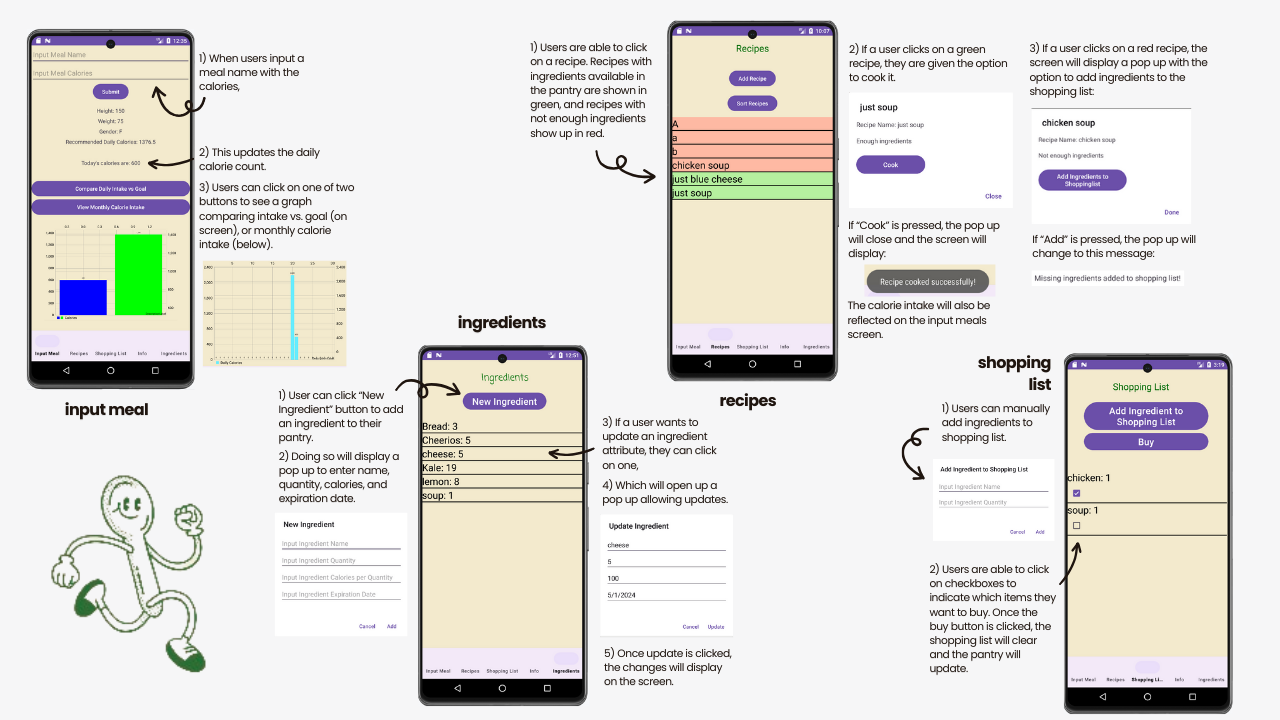 12:35
Input Meal Name
Input Meal Calories
Submit
Height: 150
Weight: 75
Gender: F
Recommended Daily Calories: 1376.5
Today's calories are: 600
Compare Daily Intake vs Goal
View Monthly Calorie Intake
Calories
Input Meal Recipes Shopping List Info Ingredients
input meal
1) When users input a
meal name with the
calories,
2) This updates the daily
calorie count.
3) Users can click on one of two
buttons to see a graph
comparing intake vs. goal (on
screen), or monthly calorie
intake (below).
0 5 10 15 20 25 30
2,400
2,000
1,600
1,200
800
400
0
Daily Calories
ingredients
1) User can click “New
Ingredient” button to add
an ingredient to their
pantry.
2) Doing so will display a
pop up to enter name,
quantity, calories, and
expiration date.
New Ingredient
Input Ingredient Name
Input Ingredient Quantity
Input Ingredient Calories per Quantity
Input Ingredient Expiration Date
Cancel Add
12:51
Ingredients
New Ingredient
Bread: 3
Cheerios: 5
cheese: 5
Kale: 19
lemon: 8
soup: 1
Input Meal Recipes Shopping List Info Ingredients
3) If a user wants to
update an ingredient
attribute, they can click
on one,
4) Which will open up a
pop up allowing updates.
Update Ingredient
cheese
5
100
5/1/2024
Cancel Update
5) Once update is clicked,
the changes will display
on the screen.
1) Users are able to click
on a recipe. Recipes with
ingredients available in
the pantry are shown in
green, and recipes with
not enough ingredients
show up in red.
10:07
Recipes
Add Recipe
Sort Recipes
A
a
b
chicken soup
just blue cheese
just soup
Input Meal Recipes Shopping List Info Ingredients
recipes
2) If a user clicks on a green
recipe, they are given the option
to cook it.
just soup
Recipe Name: just soup
Enough ingredients
Cook
Close
If “Cook” is pressed, the pop up
will close and the screen will
display:
Recipe cooked successfully!
The calorie intake will also be
reflected on the input meals
screen.
3) If a user clicks on a red recipe, the
screen will display a pop up with the
option to add ingredients to the
shopping list:
chicken soup
Recipe Name: chicken soup
Not enough ingredients
Add Ingredients to
Shoppinglist
Done
If “Add” is pressed, the pop up will
change to this message:
Missing ingredients added to shopping list!
shopping
list
1) Users can manually
add ingredients to
shopping list.
Add Ingredient to Shopping List
Input Ingredient Name
Input Ingredient Quantity
Cancel Add
2) Users are able to click
on checkboxes to
indicate which items they
want to buy. Once the
buy button is clicked, the
shopping list will clear
and the pantry will
update.
3:19
Shopping List
Add Ingredient to
Shopping List
Buy
chicken: 1
soup: 1
Input Meal Recipes Shopping Li... Info Ingredients